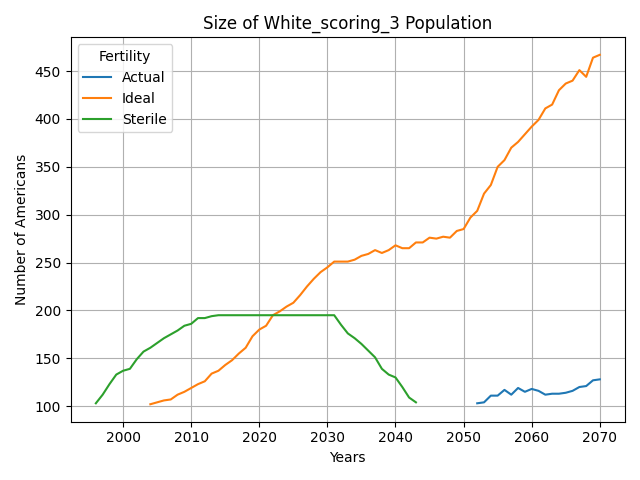 Size of White_scoring_3 Population
Fertility
Actual
Ideal
Sterile
Number of Americans
450
400
350
300
250
200
150
100
2000
2010
2020
2030
2040
2050
2060
2070
Years